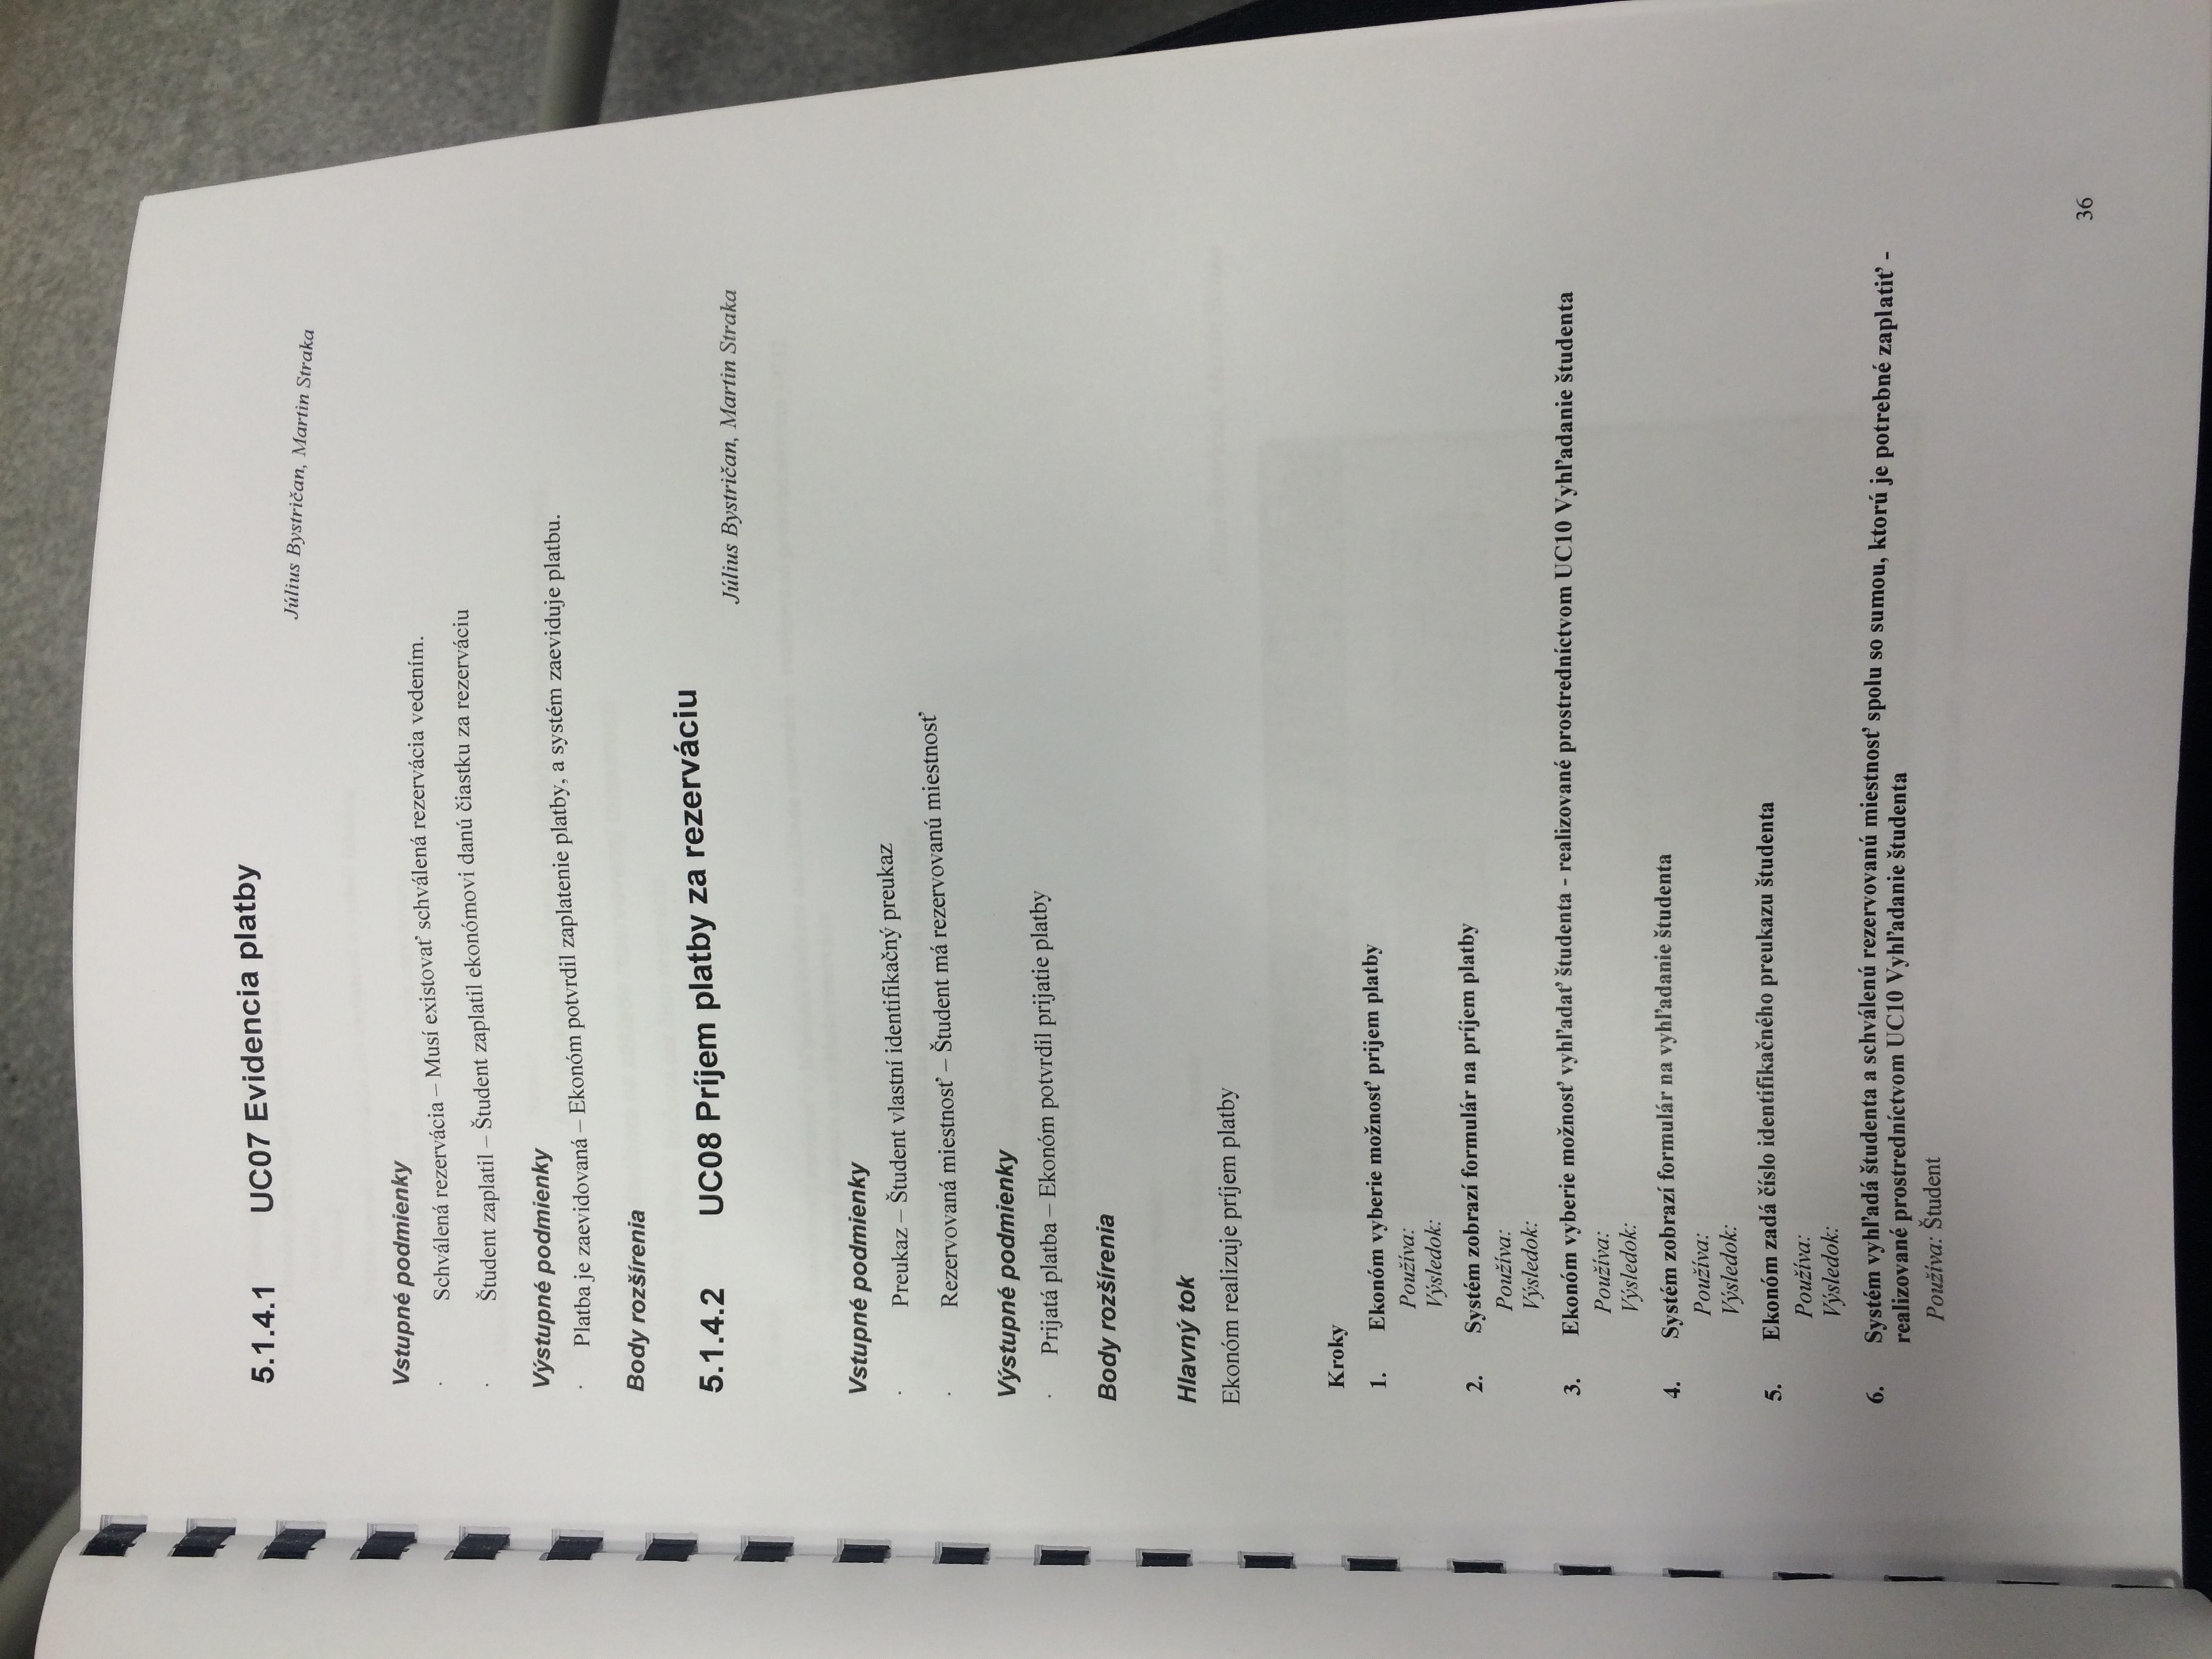 5.1.4.1 UC07 Evidencia platby
Július Bystričan, Martin Straka
Vstupné podmienky
· Schválená rezervácia – Musí existovať schválená rezervácia vedením.
· Študent zaplatil – Študent zaplatil ekonómovi danú čiastku za rezerváciu
Výstupné podmienky
· Platba je zaevidovaná – Ekonóm potvrdil zaplatenie platby, a systém zaeviduje platbu.
Body rozšírenia
5.1.4.2 UC08 Príjem platby za rezerváciu
Július Bystričan, Martin Straka
Vstupné podmienky
· Preukaz – Študent vlastní identifikačný preukaz
· Rezervovaná miestnosť – Študent má rezervovanú miestnosť
Výstupné podmienky
· Prijatá platba – Ekonóm potvrdil prijatie platby
Body rozšírenia
Hlavný tok
Ekonóm realizuje príjem platby
Kroky
1. Ekonóm vyberie možnosť prijem platby
Používa:
Výsledok:
2. Systém zobrazí formulár na príjem platby
Používa:
Výsledok:
3. Ekonóm vyberie možnosť vyhľadať študenta - realizované prostredníctvom UC10 Vyhľadanie študenta
Používa:
Výsledok:
4. Systém zobrazí formulár na vyhľadanie študenta
Používa:
Výsledok:
5. Ekonóm zadá číslo identifikačného preukazu študenta
Používa:
Výsledok:
6. Systém vyhľadá študenta a schválenú rezervovanú miestnosť spolu so sumou, ktorú je potrebné zaplatiť -
realizované prostredníctvom UC10 Vyhľadanie študenta
Používa: Študent
36